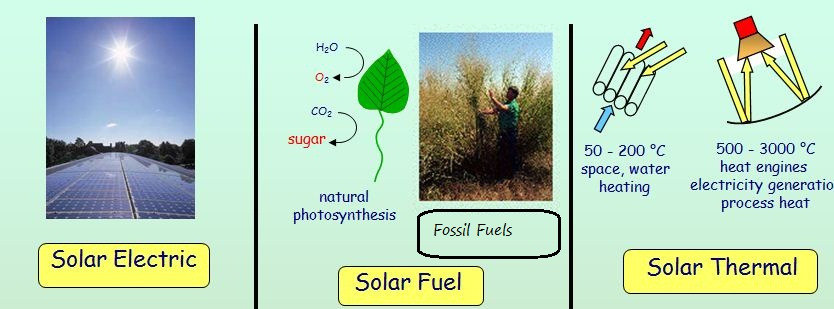 Solar Electric
H₂O
O₂
CO₂
sugar
natural
photosynthesis
Fossil Fuels
Solar Fuel
50 - 200 °C
space, water
heating
500 - 3000 °C
heat engines
electricity generatio
process heat
Solar Thermal